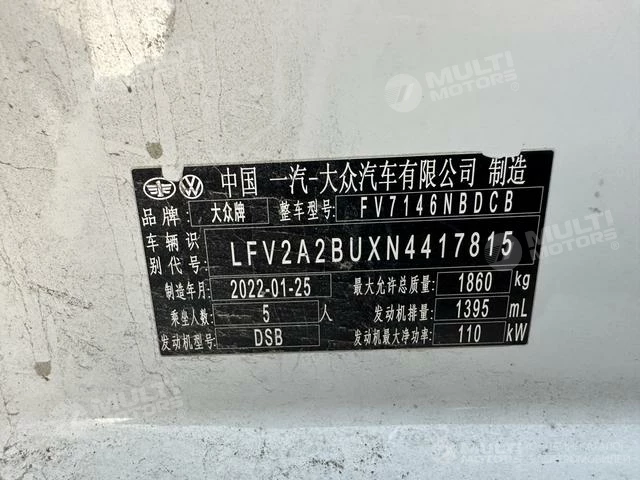 MULTI
MOTORS
中国 一汽-大众汽车有限公司 制造
品牌: 大众牌 整车型号: FV7146NBDCB
车辆识
别代号: LFV2A2BUXN4417815
制造年月: 2022-01-25 最大允许总质量: 1860 kg
乘坐人数: 5 人 发动机排量: 1395 mL
发动机型号: DSB 发动机最大净功率: 110 kW
MULTI
MOTORS
MULTI
MOTORS